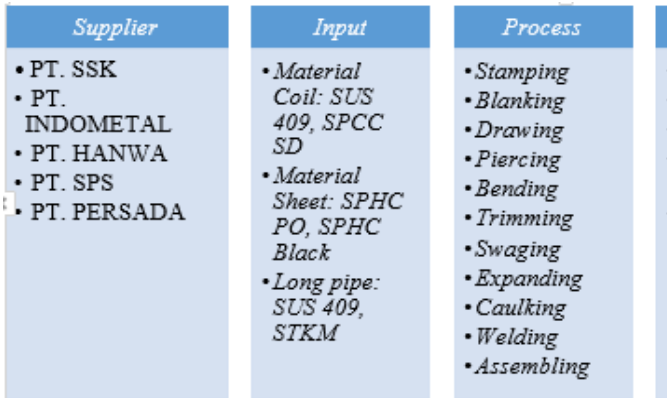 Supplier
• PT. SSK
• PT.
INDOMETAL
• PT. HANWA
• PT. SPS
• PT. PERSADA
Input
• Material
Coil: SUS
409, SPCC
SD
• Material
Sheet: SPHC
PO, SPHC
Black
• Long pipe:
SUS 409,
STKM
Process
• Stamping
• Blanking
• Drawing
• Piercing
• Bending
• Trimming
• Swaging
• Expanding
• Caulking
• Welding
• Assembling